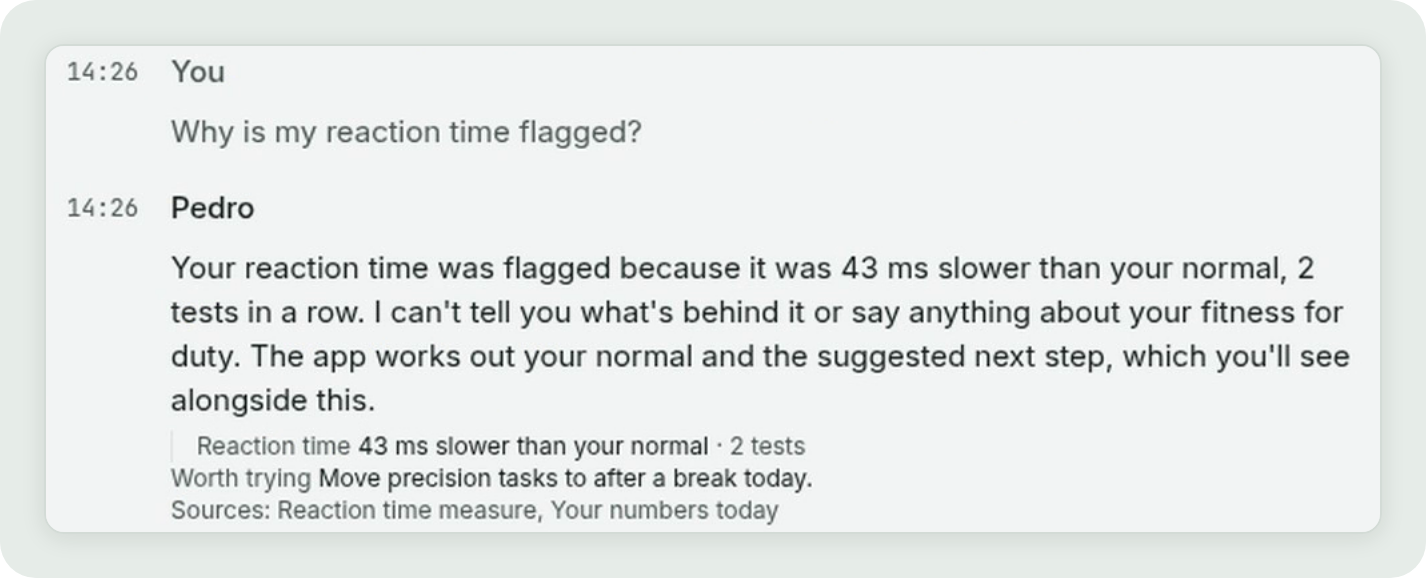 14:26 You
Why is my reaction time flagged?
14:26 Pedro
Your reaction time was flagged because it was 43 ms slower than your normal, 2
tests in a row. I can't tell you what's behind it or say anything about your fitness for
duty. The app works out your normal and the suggested next step, which you'll see
alongside this.
Reaction time 43 ms slower than your normal · 2 tests
Worth trying Move precision tasks to after a break today.
Sources: Reaction time measure, Your numbers today